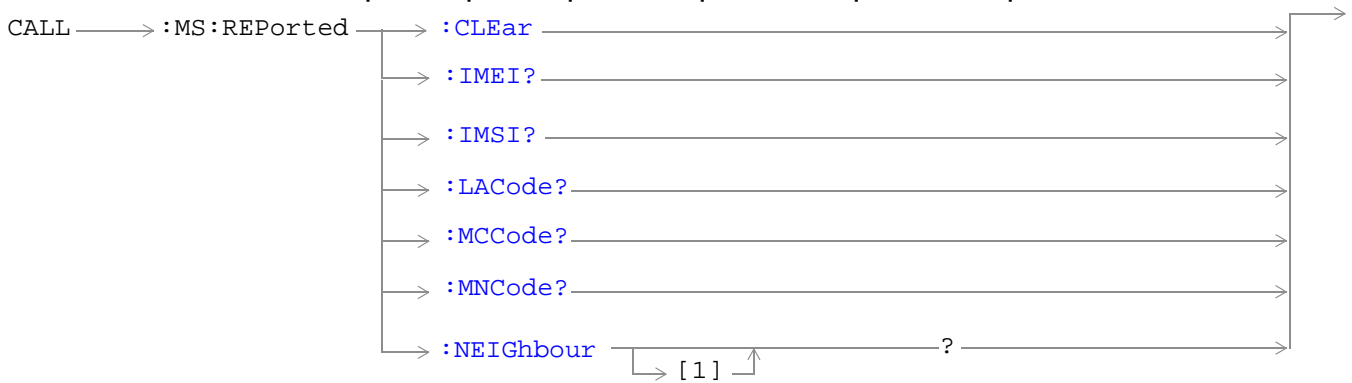 CALL :MS:REPorted :CLEar
:IMEI?
:IMSI?
:LACode?
:MCCode?
:MNCode?
:NEIGhbour [1] ?